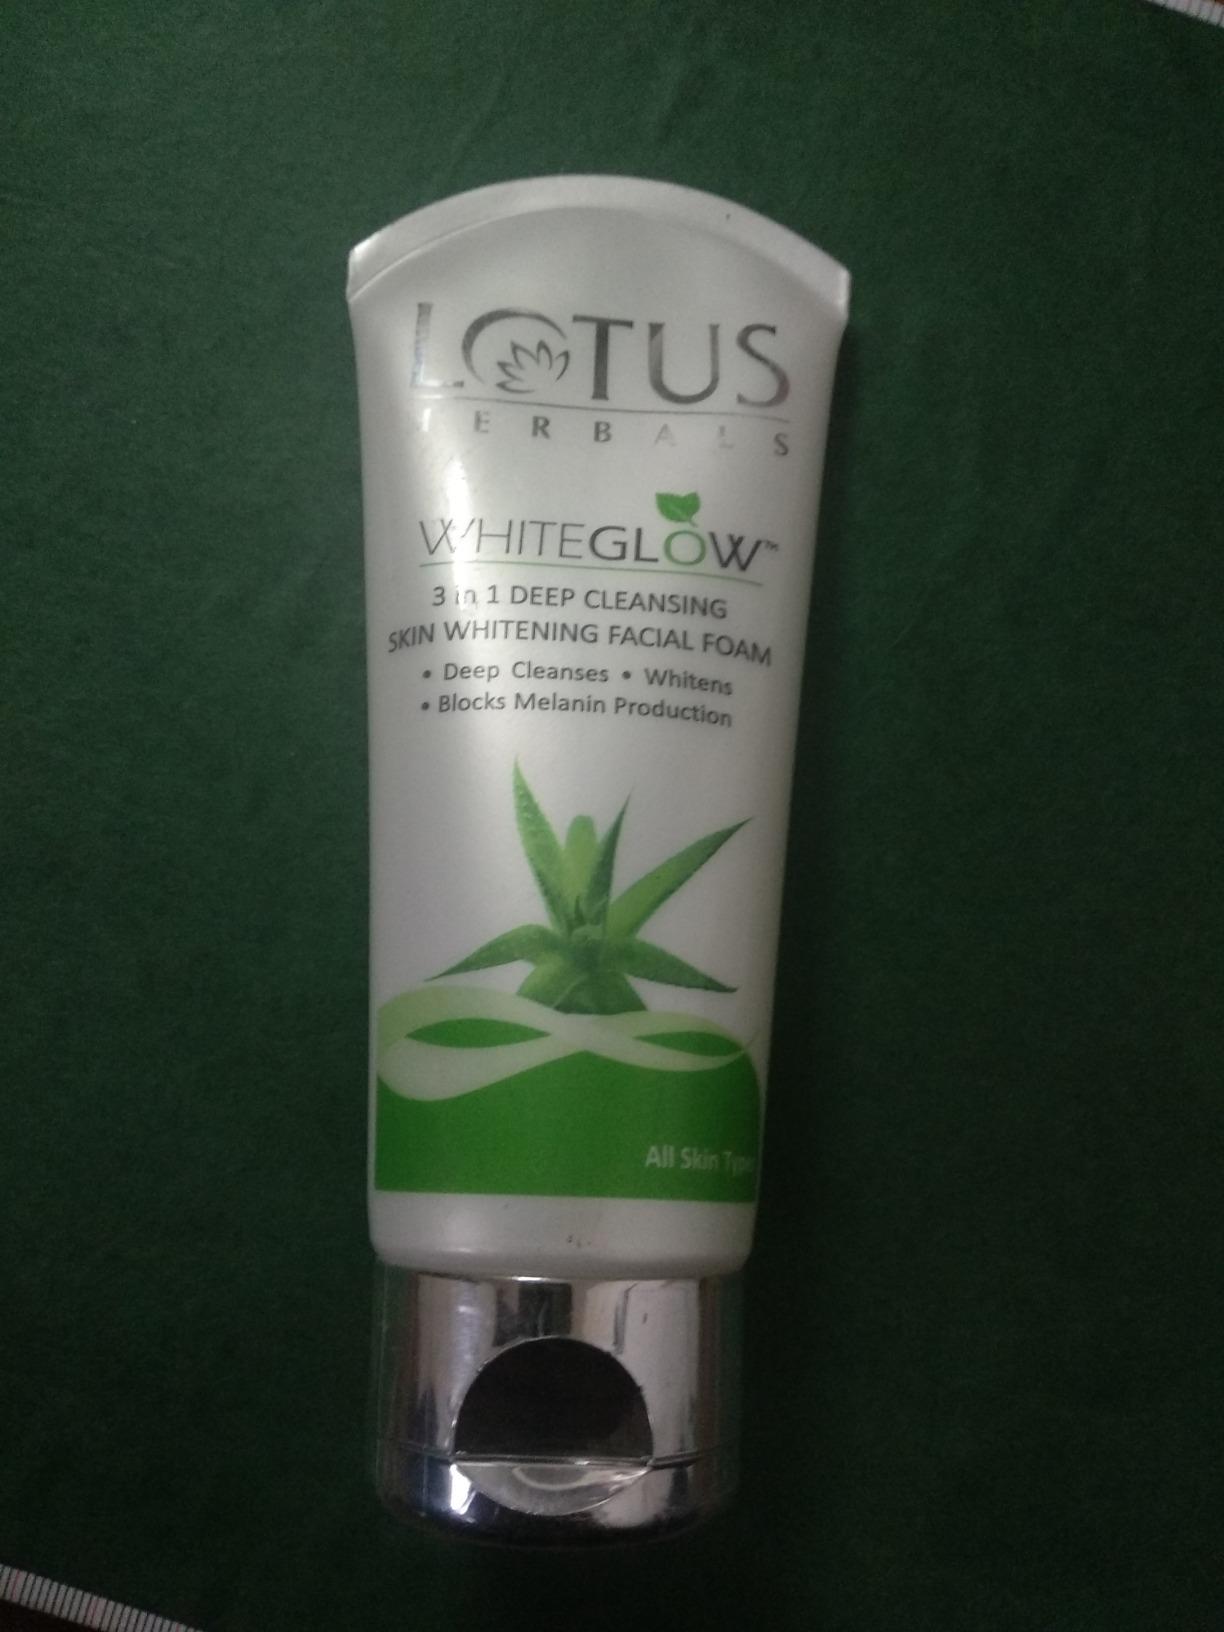 LOTUS
HERBALS
WHITEGLOW™
3 in 1 DEEP CLEANSING
SKIN WHITENING FACIAL FOAM
• Deep Cleanses • Whitens
• Blocks Melanin Production
All Skin Types